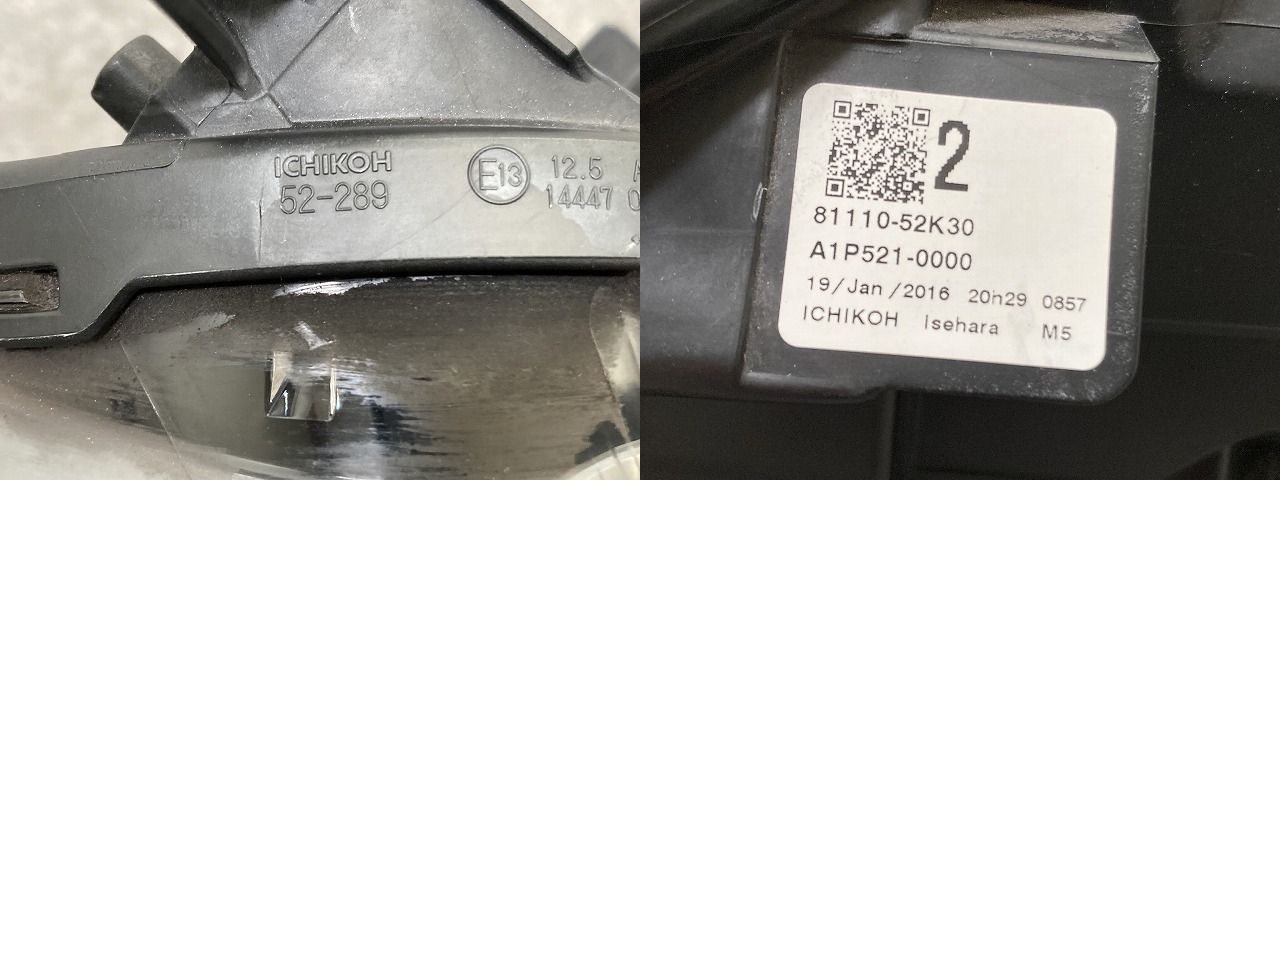 ICHIKOH
52-289
E13
12.5 A
14447 0
2
81110-52K30
A1P521-0000
19/Jan/2016 20h29 0857
ICHIKOH Isehara M5